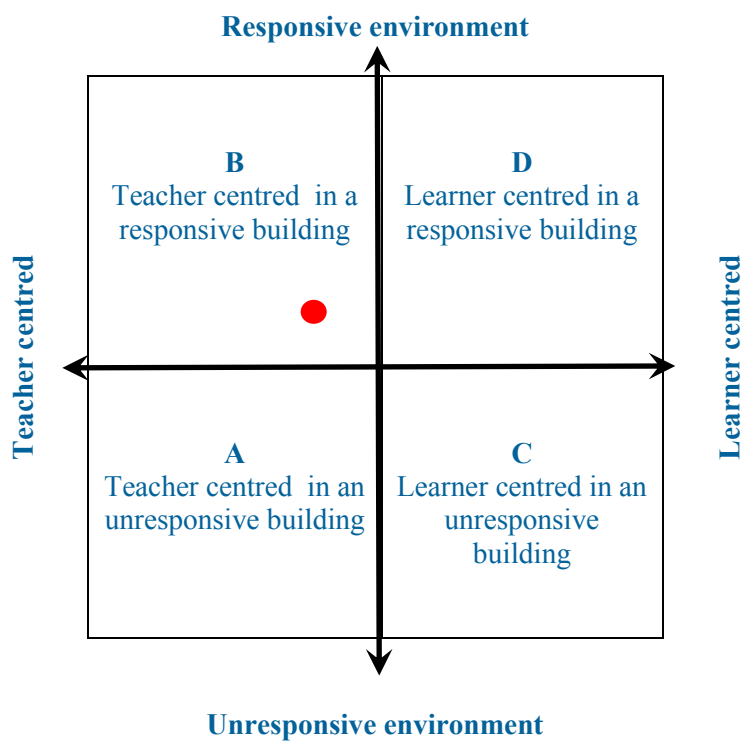 Responsive environment
B
Teacher centred in a
responsive building
D
Learner centred in a
responsive building
Teacher centred
Learner centred
A
Teacher centred in an
unresponsive building
C
Learner centred in an
unresponsive
building
Unresponsive environment